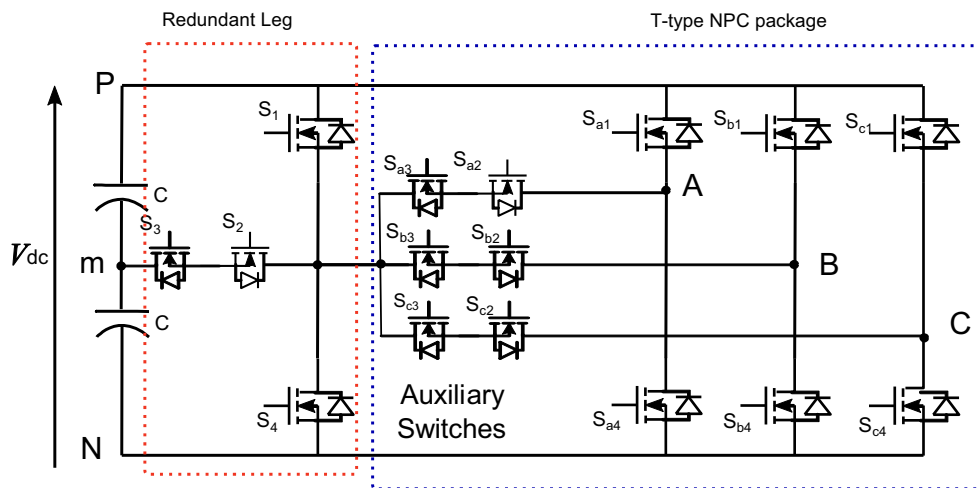 Redundant Leg
T-type NPC package
P
S1
Sa1
Sb1
Sc1
Sa3
Sa2
A
C
S3
S2
Sb3
Sb2
Vdc
m
B
Sc3
Sc2
C
C
S4
Auxiliary
Switches
Sa4
Sb4
Sc4
N